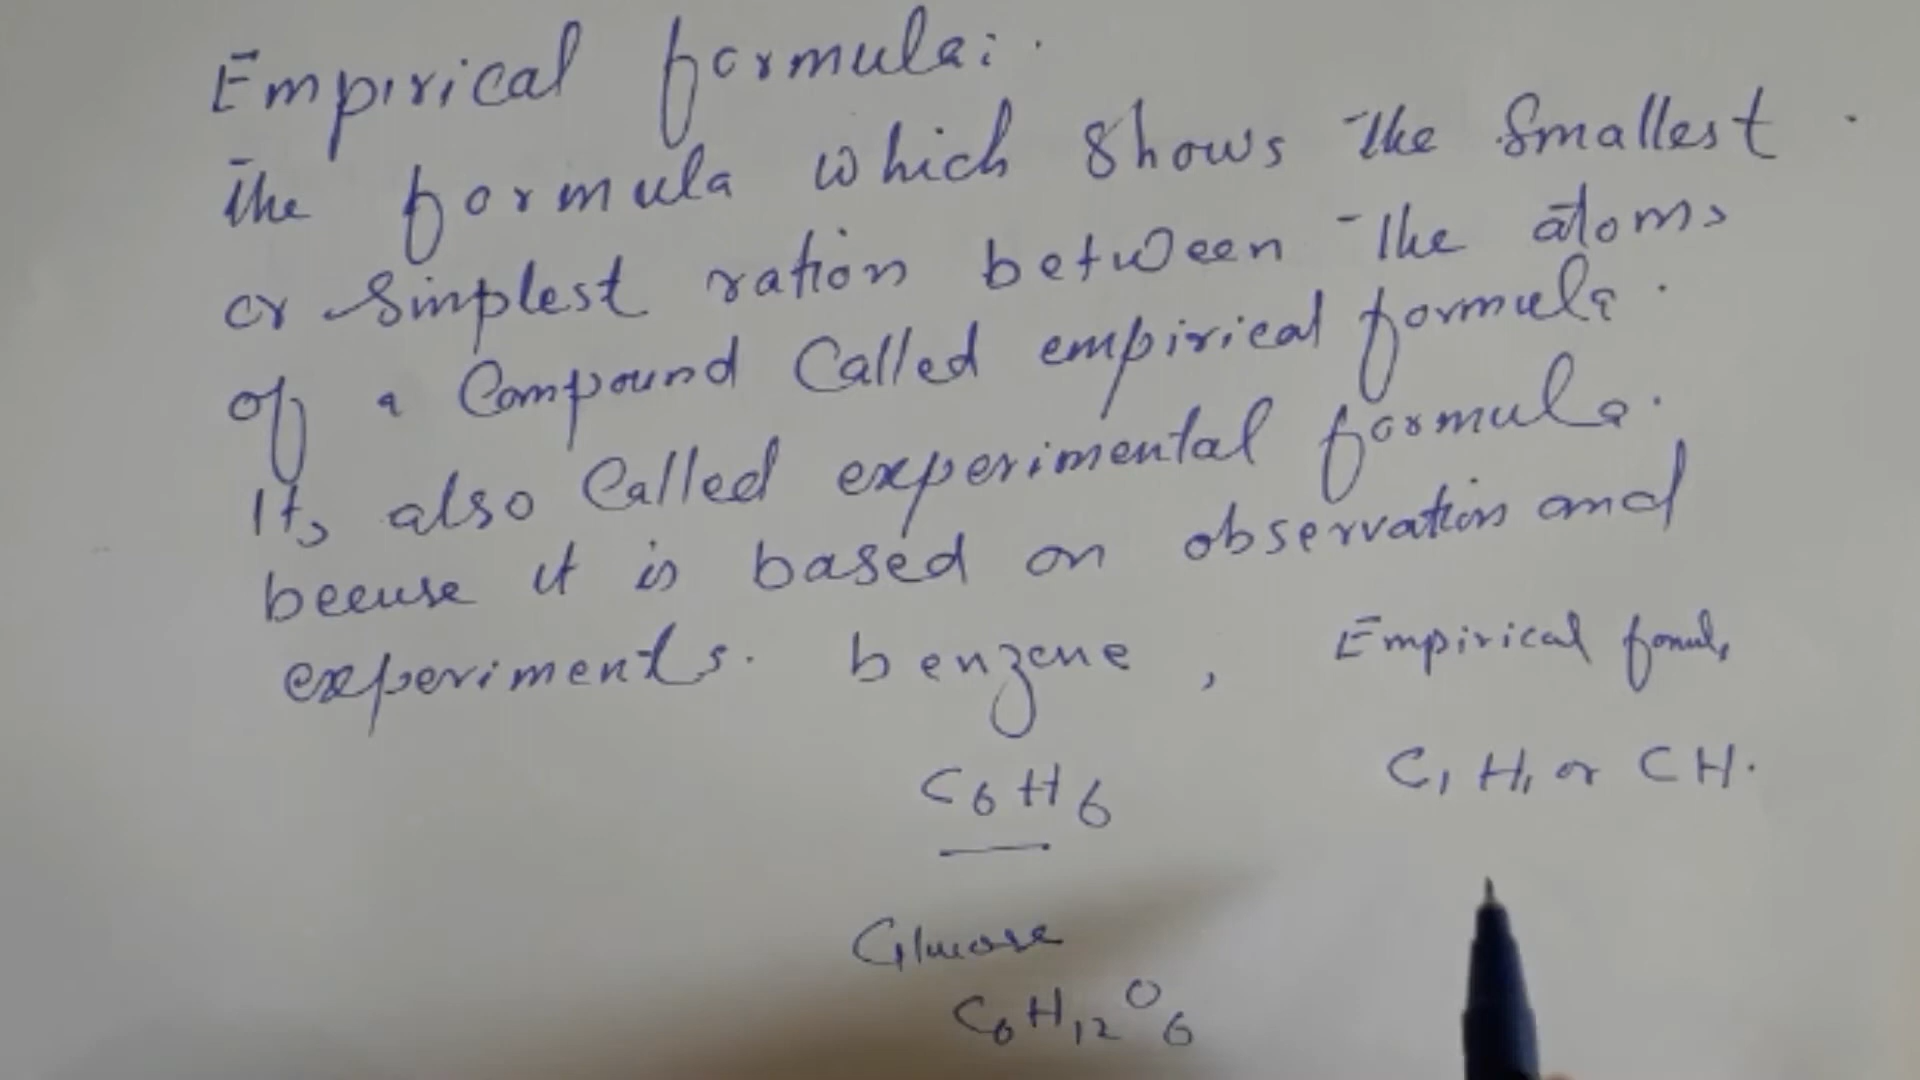 Empirical formula:
The formula which shows the smallest
or simplest ration between the atoms
of a Compound Called empirical formula.
Its also Called experimental formula.
becuse it is based on observation and
experiments. benzene, Empirical
C6H6 C1H1 or CH.
Glucose
C6H12O6